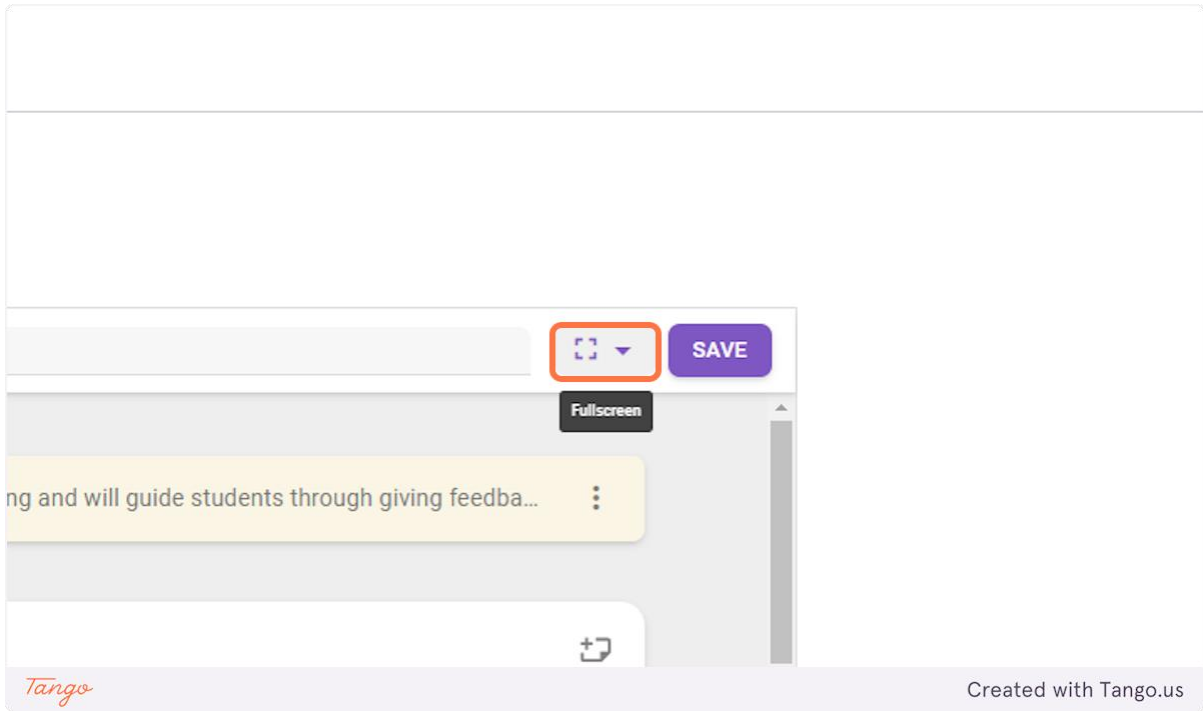 SAVE
Fullscreen
ng and will guide students through giving feedba...
Tango
Created with Tango.us